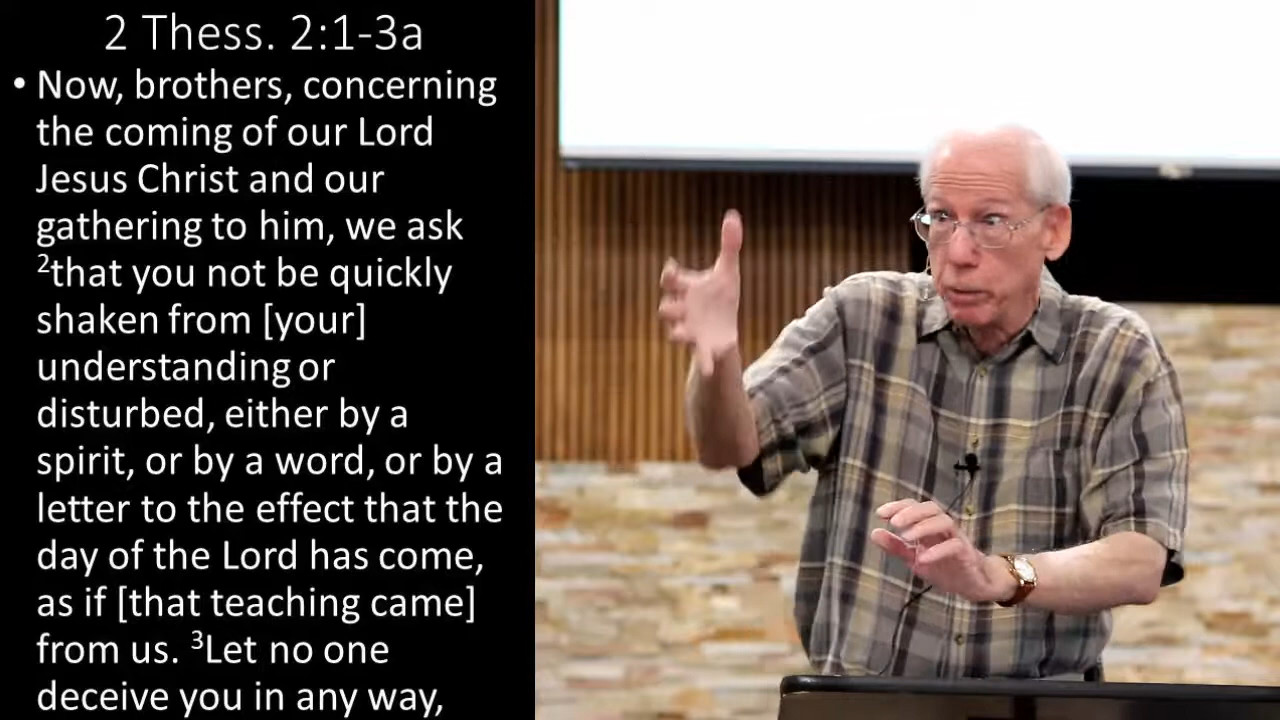 2 Thess. 2:1-3a
• Now, brothers, concerning
the coming of our Lord
Jesus Christ and our
gathering to him, we ask
²that you not be quickly
shaken from [your]
understanding or
disturbed, either by a
spirit, or by a word, or by a
letter to the effect that the
day of the Lord has come,
as if [that teaching came]
from us. ³Let no one
deceive you in any way,